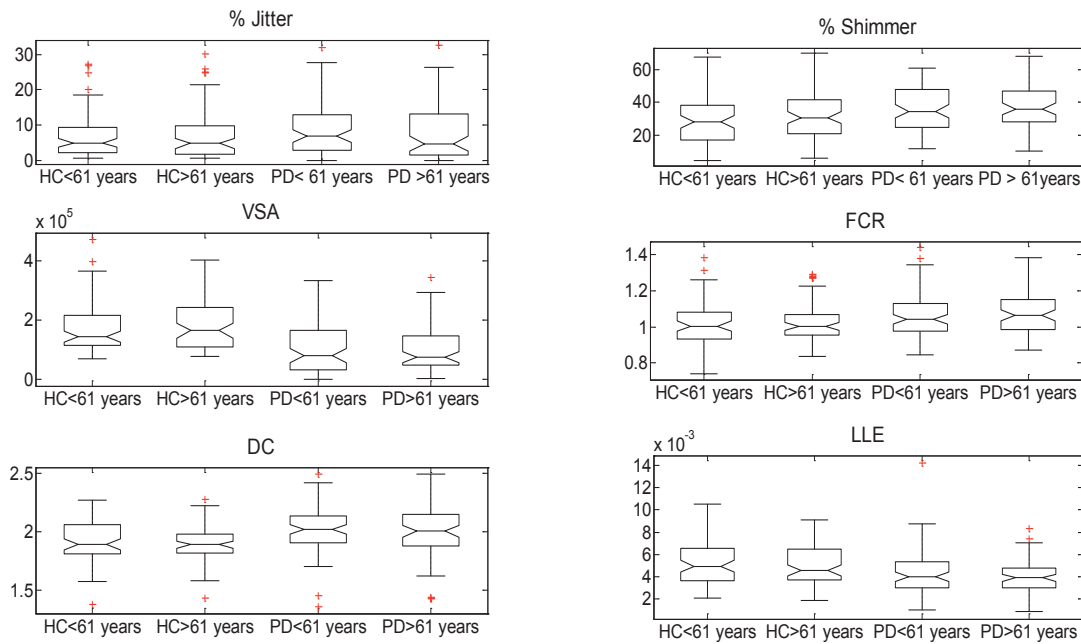 % Jitter
30
20
10
0
HC<61 years HC>61 years PD< 61 years PD >61 years
% Shimmer
60
40
20
HC<61 years HC>61 years PD< 61 years PD > 61years
VSA
x 10^5
4
2
0
HC<61 years HC>61 years PD<61 years PD>61 years
FCR
1.4
1.2
1
0.8
HC<61 years HC>61 years PD<61 years PD>61 years
DC
2.5
2
1.5
HC<61 years HC>61 years PD<61 years PD>61 years
LLE
x 10^-3
14
12
10
8
6
4
2
HC<61 years HC>61 years PD<61 years PD>61 years